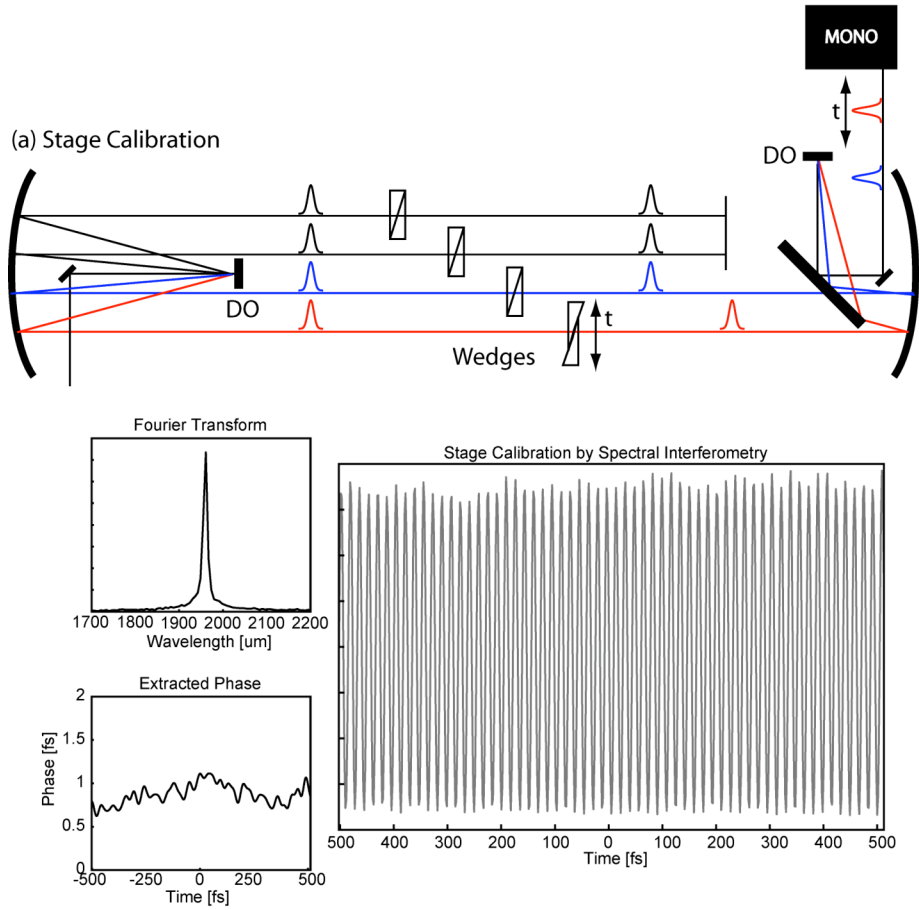 MONO
t
(a) Stage Calibration
DO
DO
t
Wedges
Fourier Transform
1700 1800 1900 2000 2100 2200
Wavelength [um]
Stage Calibration by Spectral Interferometry
500 400 300 200 100 0 100 200 300 400 500
Time [fs]
Extracted Phase
2
1.5
1
0.5
0
Phase [fs]
-500 -250 0 250 500
Time [fs]